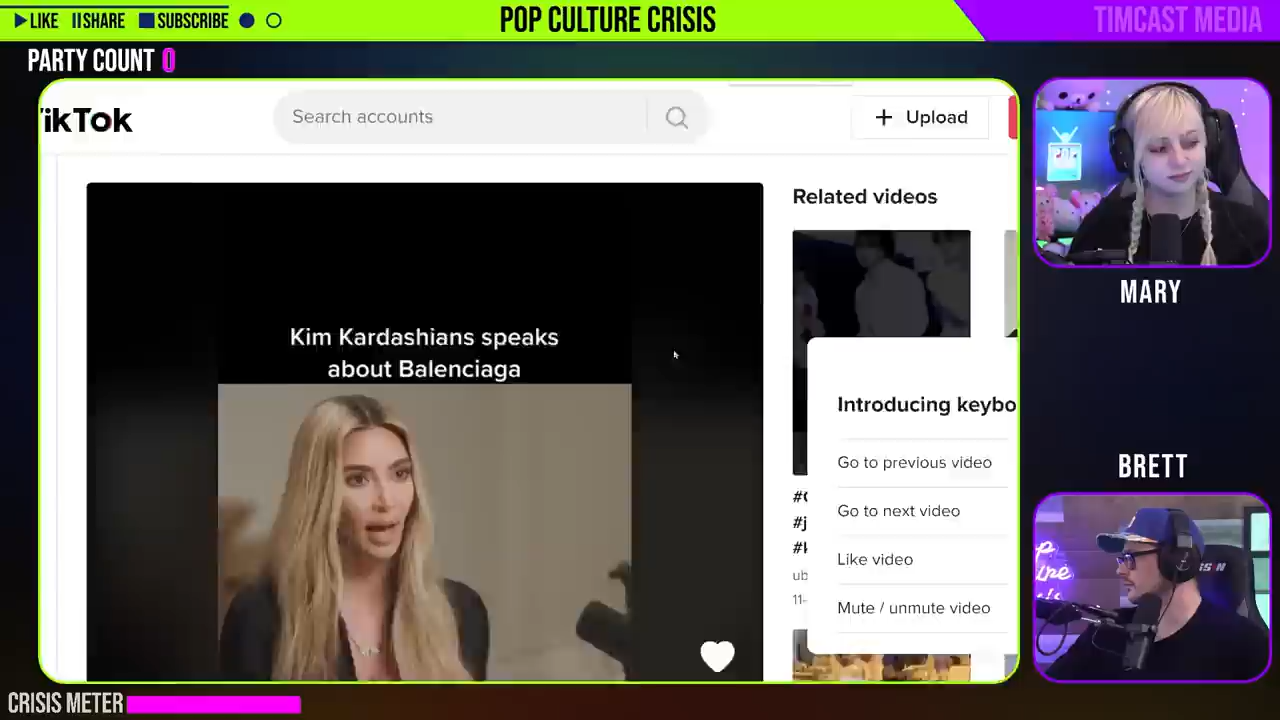 LIKE SHARE SUBSCRIBE
POP CULTURE CRISIS
TIMCAST MEDIA
PARTY COUNT 0
ikTok
Search accounts
+ Upload
Related videos
Kim Kardashians speaks
about Balenciaga
Introducing keybo
Go to previous video
Go to next video
Like video
Mute / unmute video
#j
ub
11-
MARY
BRETT
CRISIS METER